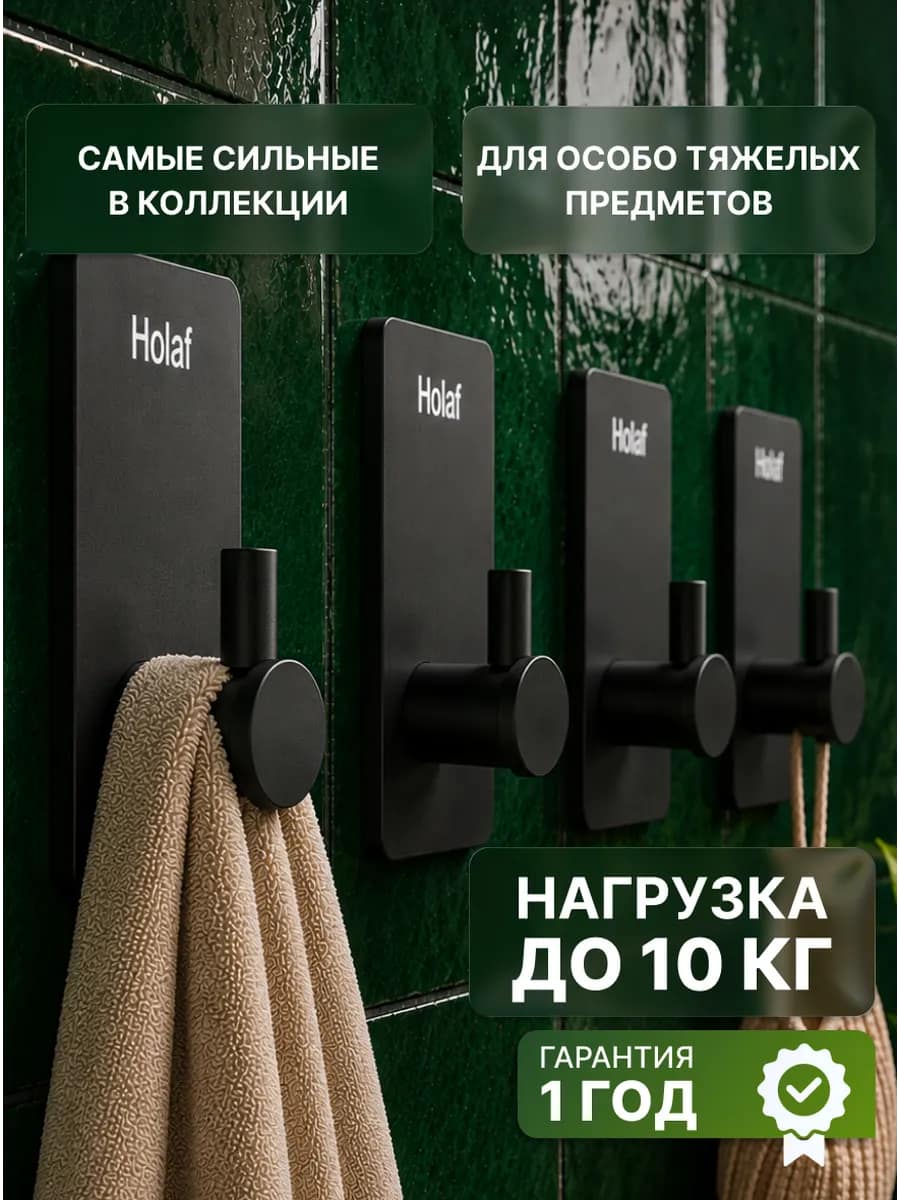 САМЫЕ СИЛЬНЫЕ
В КОЛЛЕКЦИИ
ДЛЯ ОСОБО ТЯЖЕЛЫХ
ПРЕДМЕТОВ
Holaf
Holaf
Holaf
Holaf
НАГРУЗКА
ДО 10 КГ
ГАРАНТИЯ
1 ГОД